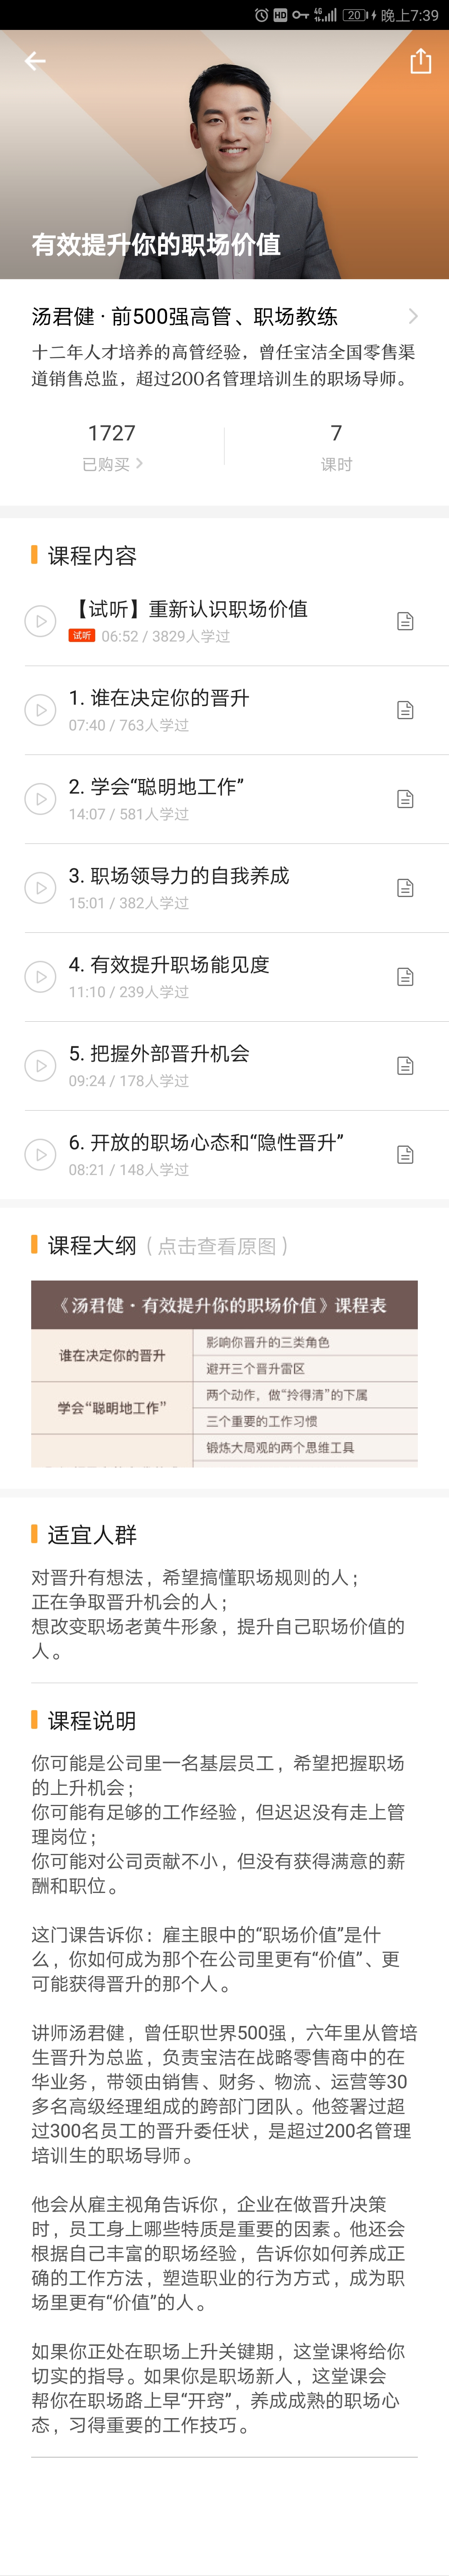 HD 4G 20 晚上7:39
有效提升你的职场价值
汤君健 · 前500强高管、职场教练
十二年人才培养的高管经验，曾任宝洁全国零售渠
道销售总监，超过200名管理培训生的职场导师。
1727
已购买
7
课时
课程内容
【试听】重新认识职场价值
试听 06:52 / 3829人学过
1. 谁在决定你的晋升
07:40 / 763人学过
2. 学会“聪明地工作”
14:07 / 581人学过
3. 职场领导力的自我养成
15:01 / 382人学过
4. 有效提升职场能见度
11:10 / 239人学过
5. 把握外部晋升机会
09:24 / 178人学过
6. 开放的职场心态和“隐性晋升”
08:21 / 148人学过
课程大纲（点击查看原图）
《汤君健 · 有效提升你的职场价值》课程表
谁在决定你的晋升
影响你晋升的三类角色
避开三个晋升雷区
学会“聪明地工作”
两个动作，做“拎得清”的下属
三个重要的工作习惯
锻炼大局观的两个思维工具
适宜人群
对晋升有想法，希望搞懂职场规则的人；
正在争取晋升机会的人；
想改变职场老黄牛形象，提升自己职场价值的
人。
课程说明
你可能是公司里一名基层员工，希望把握职场
的上升机会；
你可能有足够的工作经验，但迟迟没有走上管
理岗位；
你可能对公司贡献不小，但没有获得满意的薪
酬和职位。
这门课告诉你：雇主眼中的“职场价值”是什
么，你如何成为那个在公司里更有“价值”、更
可能获得晋升的那个人。
讲师汤君健，曾任职世界500强，六年里从管培
生晋升为总监，负责宝洁在战略零售商中的在
华业务，带领由销售、财务、物流、运营等30
多名高级经理组成的跨部门团队。他签署过超
过300名员工的晋升委任状，是超过200名管理
培训生的职场导师。
他会从雇主视角告诉你，企业在做晋升决策
时，员工身上哪些特质是重要的因素。他还会
根据自己丰富的职场经验，告诉你如何养成正
确的工作方法，塑造职业的行为方式，成为职
场里更有“价值”的人。
如果你正处在职场上升关键期，这堂课将给你
切实的指导。如果你是职场新人，这堂课会
帮你在职场路上早“开窍”，养成成熟的职场心
态，习得重要的工作技巧。